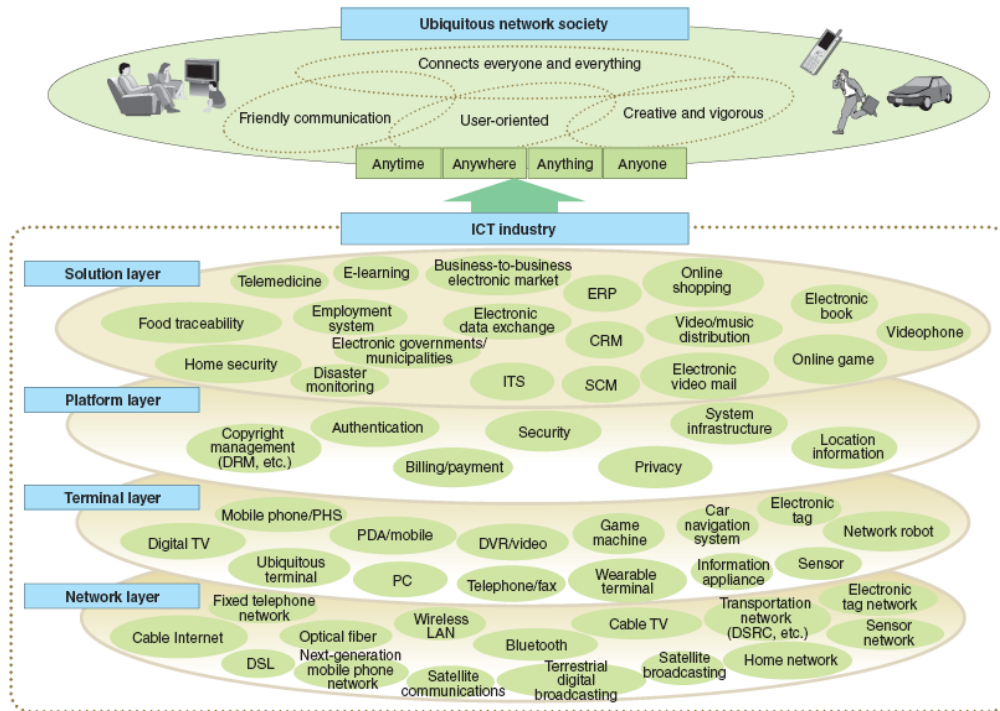 Ubiquitous network society
Connects everyone and everything
Friendly communication
User-oriented
Creative and vigorous
Anytime
Anywhere
Anything
Anyone
ICT industry
Solution layer
Telemedicine
E-learning
Business-to-business
electronic market
ERP
Online
shopping
Electronic
book
Videophone
Food traceability
Employment
system
Electronic
data exchange
CRM
Video/music
distribution
Electronic governments/
municipalities
Online game
Home security
Disaster
monitoring
ITS
SCM
Electronic
video mail
Platform layer
Copyright
management
(DRM, etc.)
Authentication
Billing/payment
Security
Privacy
System
infrastructure
Location
information
Terminal layer
Mobile phone/PHS
Digital TV
PDA/mobile
DVR/video
Game
machine
Car
navigation
system
Electronic
tag
Network robot
Ubiquitous
terminal
PC
Telephone/fax
Wearable
terminal
Information
appliance
Sensor
Network layer
Fixed telephone
network
Cable Internet
Optical fiber
Wireless
LAN
Bluetooth
Cable TV
Transportation
network
(DSRC, etc.)
Electronic
tag network
Sensor
network
DSL
Next-generation
mobile phone
network
Satellite
communications
Terrestrial
digital
broadcasting
Satellite
broadcasting
Home network